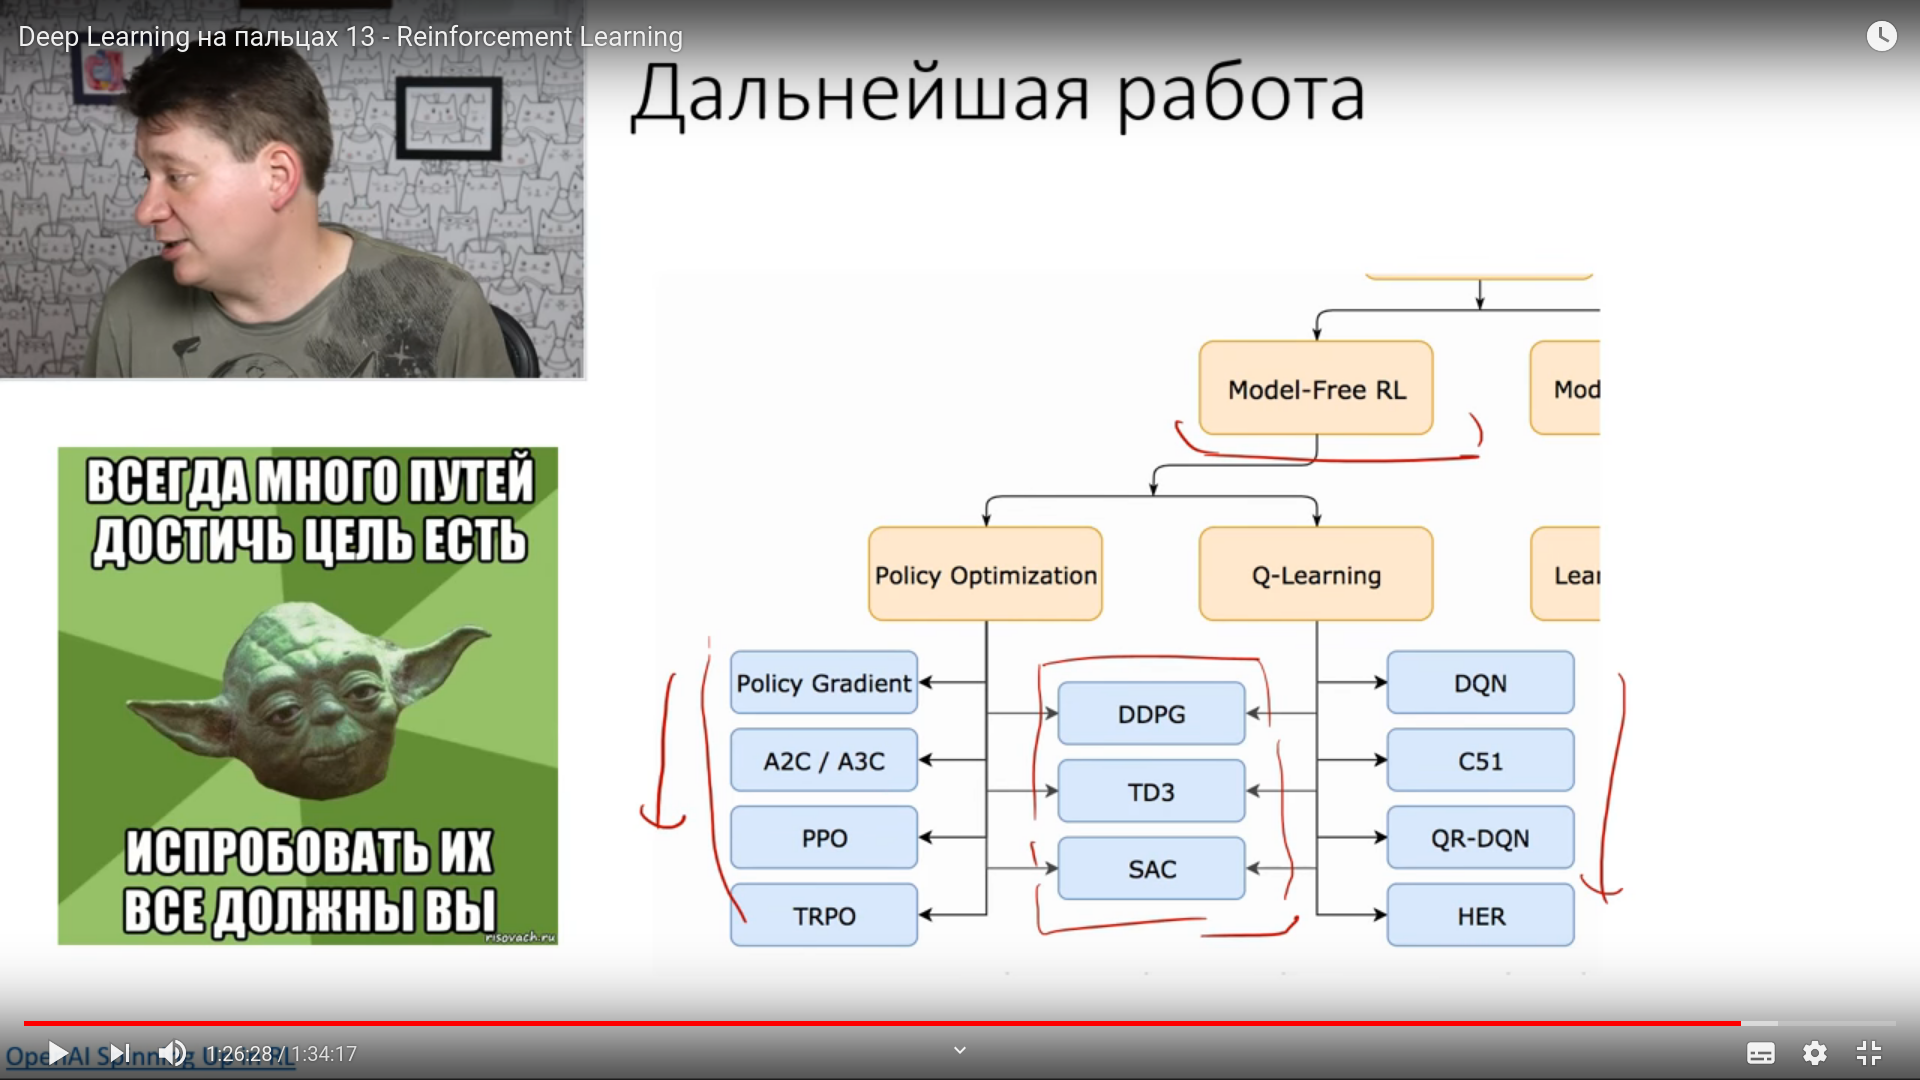 Deep Learning на пальцах 13 - Reinforcement Learning
Дальнейшая работа
Model-Free RL
Mod
Policy Optimization
Q-Learning
Lear
Policy Gradient
DQN
DDPG
A2C / A3C
C51
TD3
PPO
QR-DQN
SAC
TRPO
HER
ВСЕГДА МНОГО ПУТЕЙ
ДОСТИЧЬ ЦЕЛЬ ЕСТЬ
ИСПРОБОВАТЬ ИХ
ВСЕ ДОЛЖНЫ ВЫ
risovach.ru
OpenAI Spinning Up in RL
1:26:28 / 1:34:17